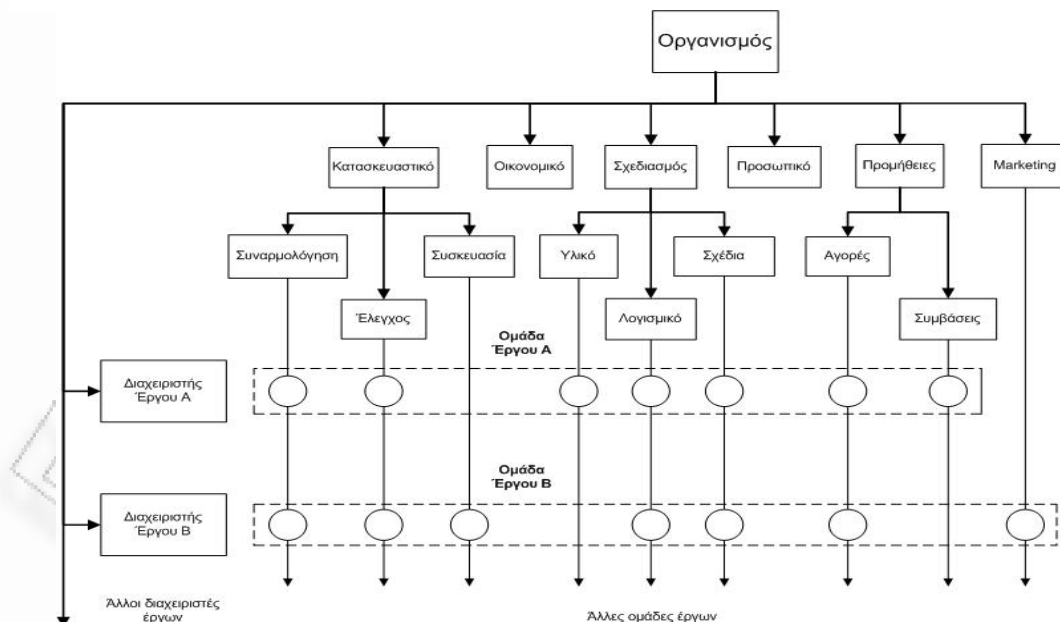 Οργανισμός
Κατασκευαστικό
Οικονομικό
Σχεδιασμός
Προσωπικό
Προμήθειες
Marketing
Συναρμολόγηση
Συσκευασία
Υλικό
Σχέδια
Αγορές
Έλεγχος
Λογισμικό
Συμβάσεις
Ομάδα
Έργου Α
Διαχειριστής
Έργου Α
Ομάδα
Έργου Β
Διαχειριστής
Έργου Β
Άλλοι διαχειριστές
έργων
Άλλες ομάδες έργων